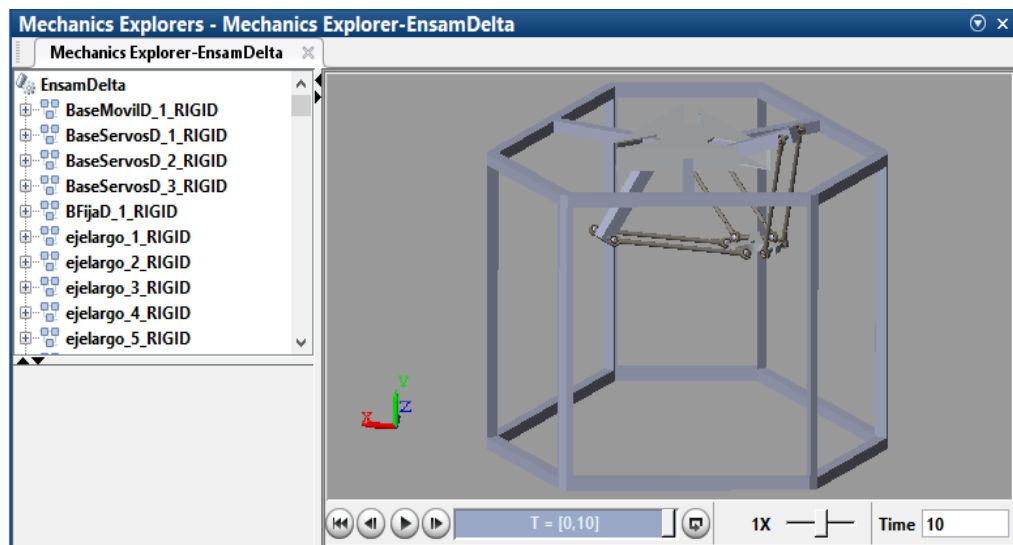 Mechanics Explorers - Mechanics Explorer-EnsamDelta
Mechanics Explorer-EnsamDelta
EnsamDelta
BaseMovilD_1_RIGID
BaseServosD_1_RIGID
BaseServosD_2_RIGID
BaseServosD_3_RIGID
BFijaD_1_RIGID
ejelargo_1_RIGID
ejelargo_2_RIGID
ejelargo_3_RIGID
ejelargo_4_RIGID
ejelargo_5_RIGID
Y
X Z
T = [0,10] 1X Time 10